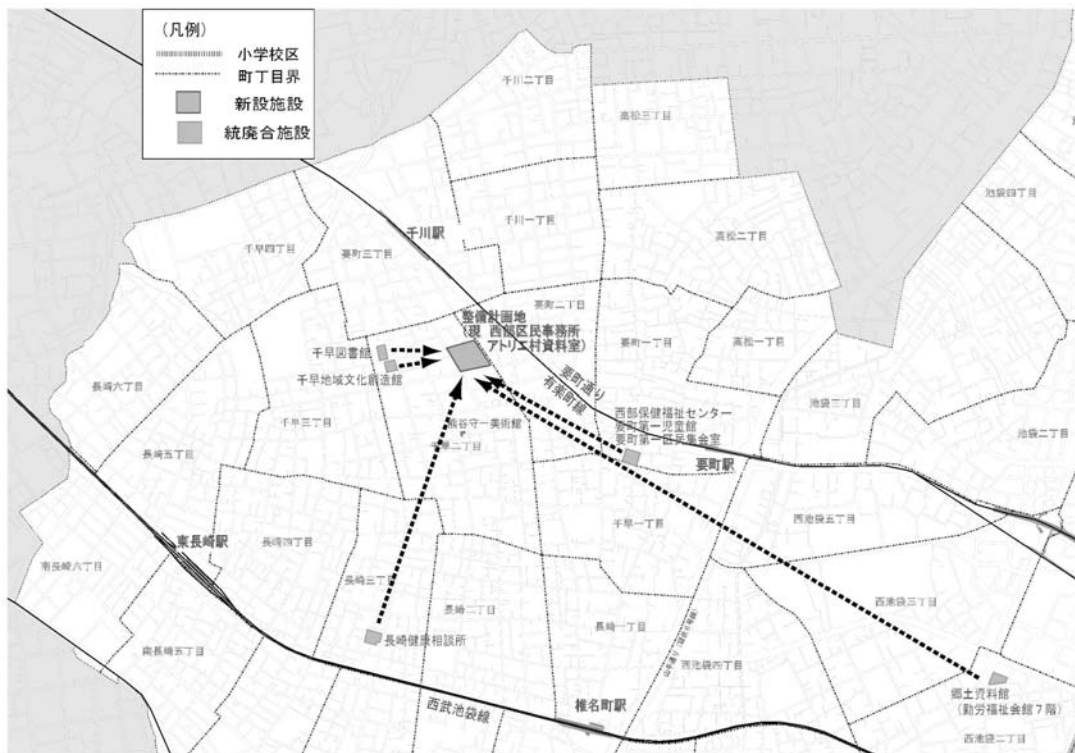 (凡例)
小学校区
町丁目界
新設施設
統廃合施設
千川二丁目
高松三丁目
池袋四丁目
千川一丁目
千川駅
高松二丁目
千早四丁目
要町三丁目
要町二丁目
整備計画地
(現 西部区民事務所
アトリエ村資料室)
要町一丁目
高松一丁目
千早図書館
千早地域文化創造館
長崎六丁目
要町通り
有楽町線
池袋三丁目
西部保健福祉センター
要町第一児童館
要町第一区民集会室
千早三丁目
熊谷守一美術館
千早二丁目
池袋二丁目
長崎五丁目
要町駅
千早一丁目
西池袋五丁目
東長崎駅
長崎四丁目
南長崎六丁目
長崎三丁目
長崎二丁目
西池袋三丁目
長崎一丁目
長崎健康相談所
南長崎五丁目
西池袋四丁目
郷土資料館
(勤労福祉会館7階)
西武池袋線
椎名町駅
西池袋二丁目